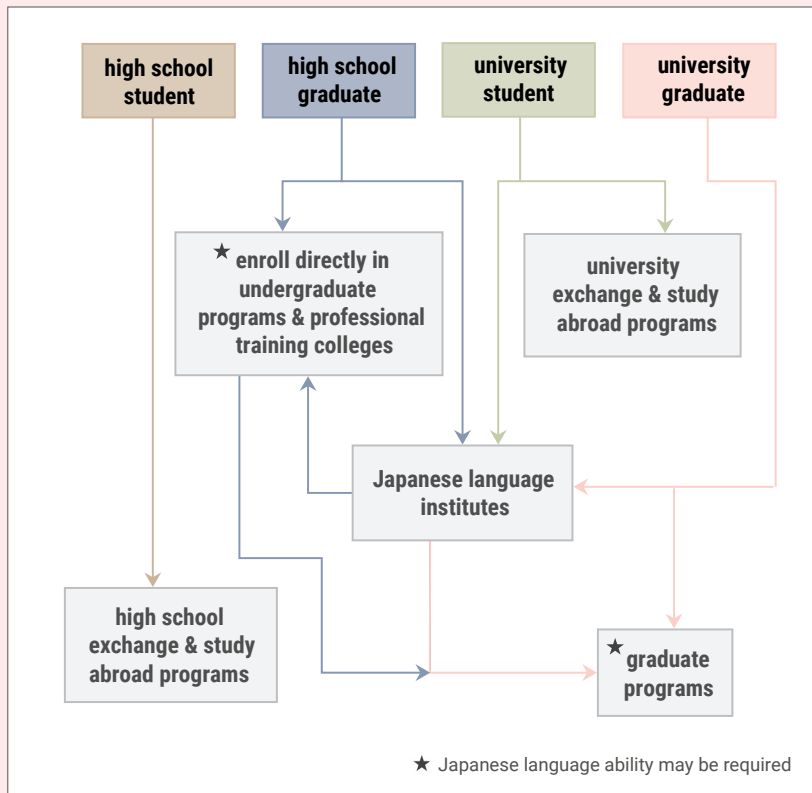 high school
student
high school
graduate
university
student
university
graduate
★ enroll directly in
undergraduate
programs & professional
training colleges
university
exchange & study
abroad programs
Japanese language
institutes
high school
exchange & study
abroad programs
★ graduate
programs
★ Japanese language ability may be required